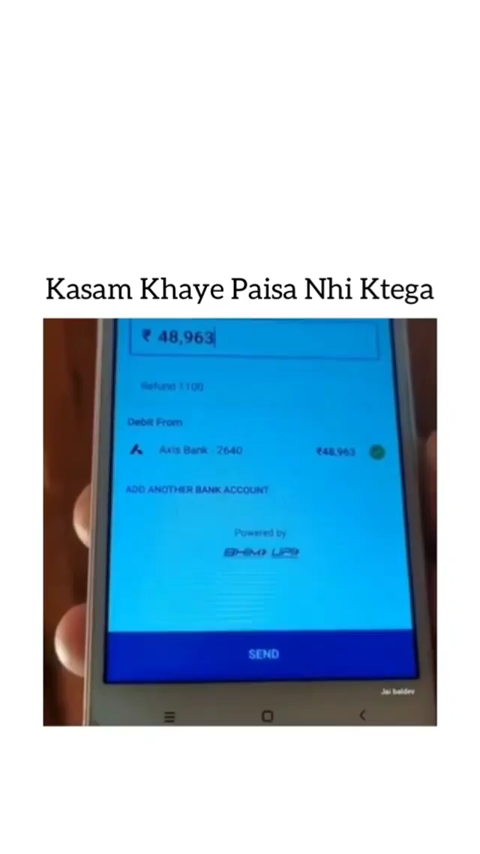 Kasam Khaye Paisa Nhi Ktega
₹ 48,963
Refund 1100
Debit From
Axis Bank 2640 ₹48,963
ADD ANOTHER BANK ACCOUNT
Powered by
BHIM UPI
SEND
Jai baldev